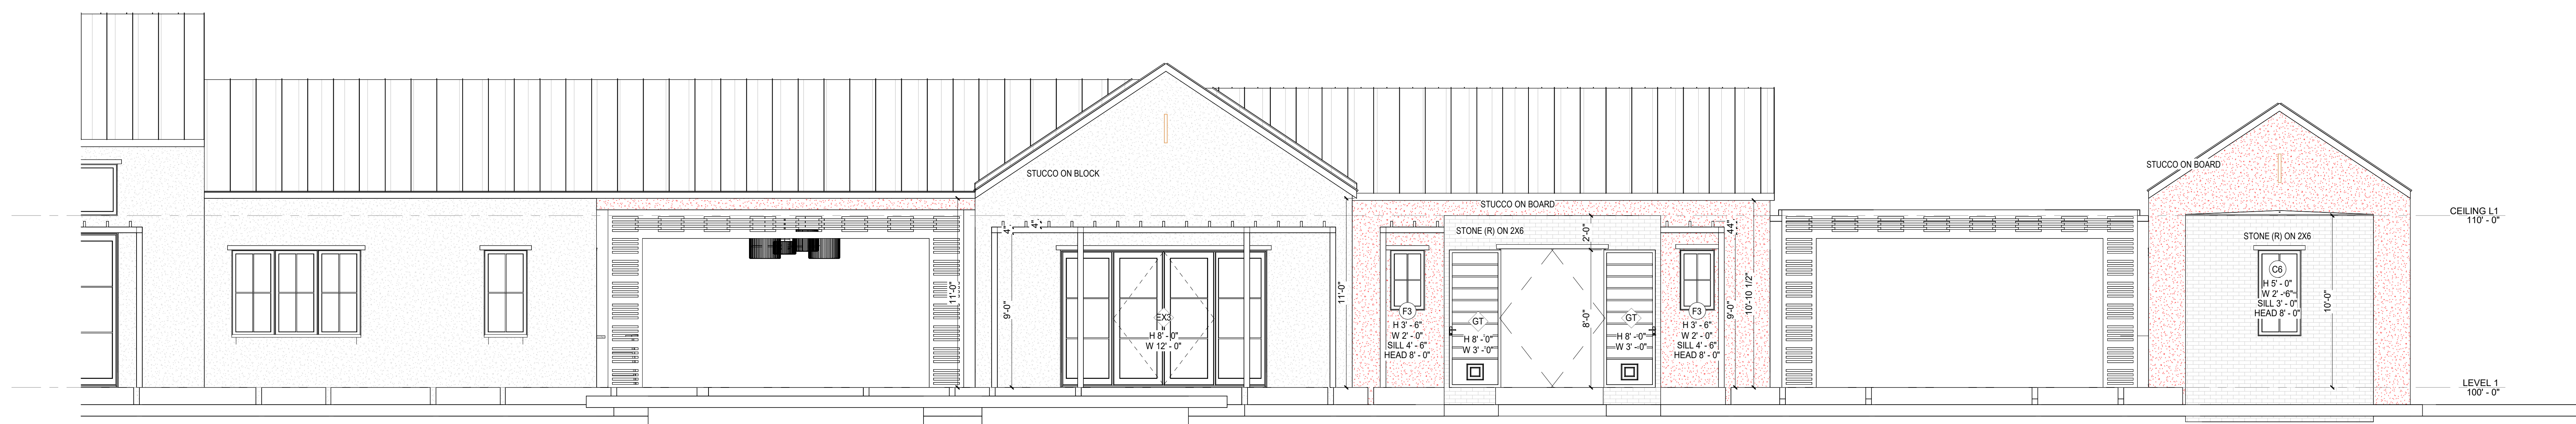 STUCCO ON BLOCK
11'-0"
9'-0"
4"
4"
EX3
H 8' - 0"
W 12' - 0"
11'-0"
STUCCO ON BOARD
STONE (R) ON 2X6
2'-0"
8'-0"
F3
H 3' - 6"
W 2' - 0"
SILL 4' - 6"
HEAD 8' - 0"
GT
H 8' - 0"
W 3' - 0"
GT
H 8' - 0"
W 3' - 0"
F3
H 3' - 6"
W 2' - 0"
SILL 4' - 6"
HEAD 8' - 0"
9'-0"
10'-10 1/2"
STUCCO ON BOARD
STONE (R) ON 2X6
C6
H 5' - 0"
W 2' - 6"
SILL 3' - 0"
HEAD 8' - 0"
10'-0"
CEILING L1
110' - 0"
LEVEL 1
100' - 0"